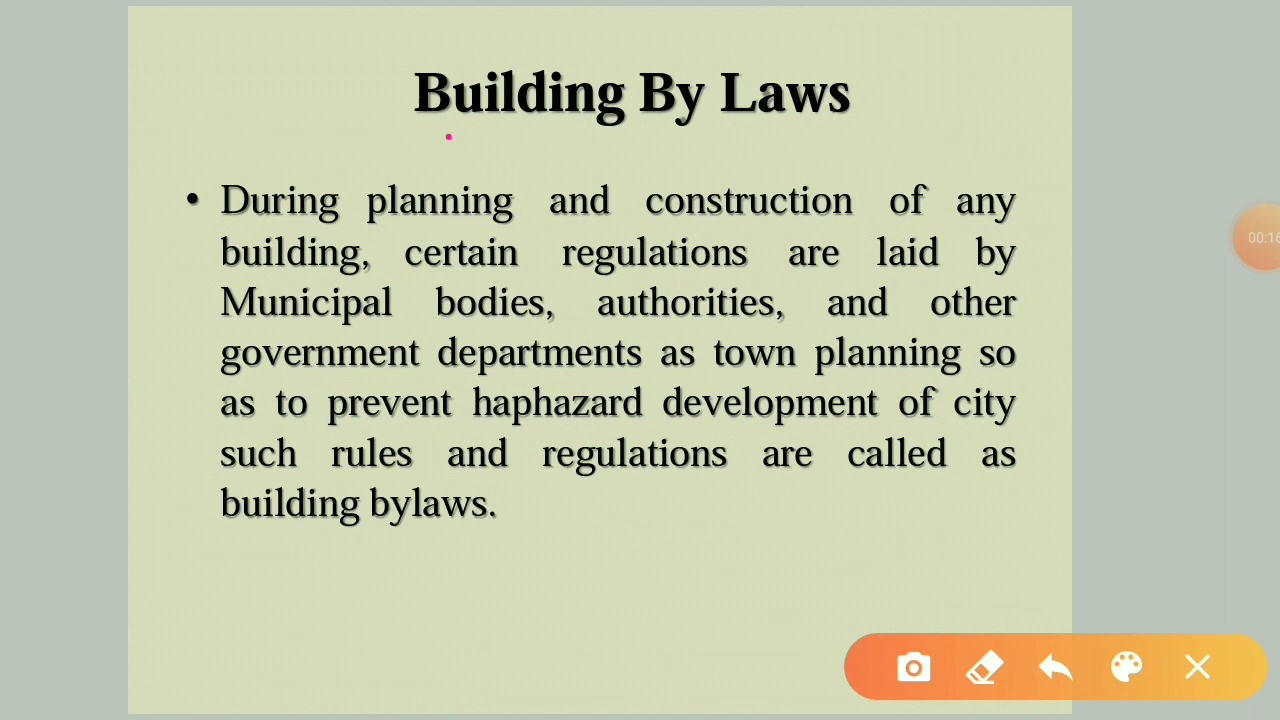 Building By Laws
• During planning and construction of any
building, certain regulations are laid by
Municipal bodies, authorities, and other
government departments as town planning so
as to prevent haphazard development of city
such rules and regulations are called as
building bylaws.
00:16